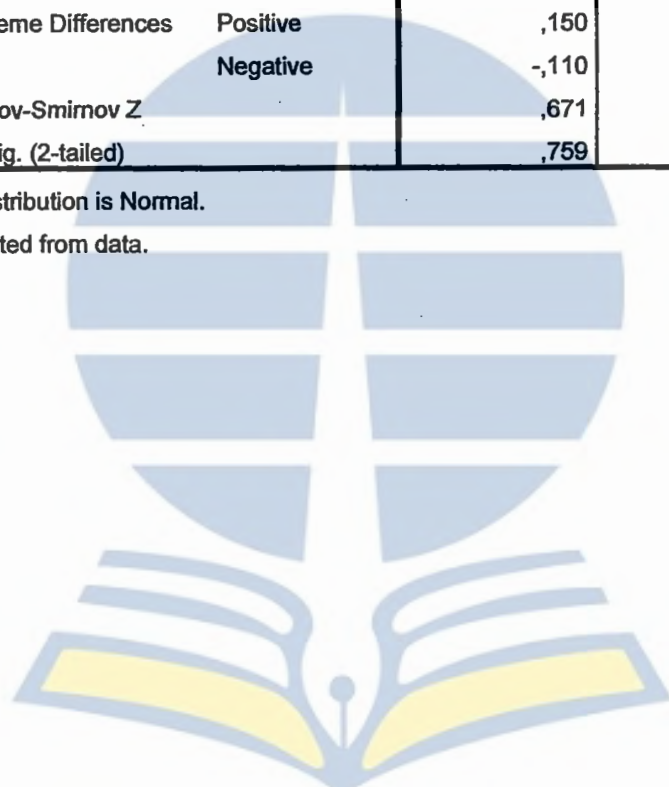 eme Differences Positive ,150
Negative -,110
ov-Smirnov Z ,671
ig. (2-tailed) ,759
stribution is Normal.
ted from data.